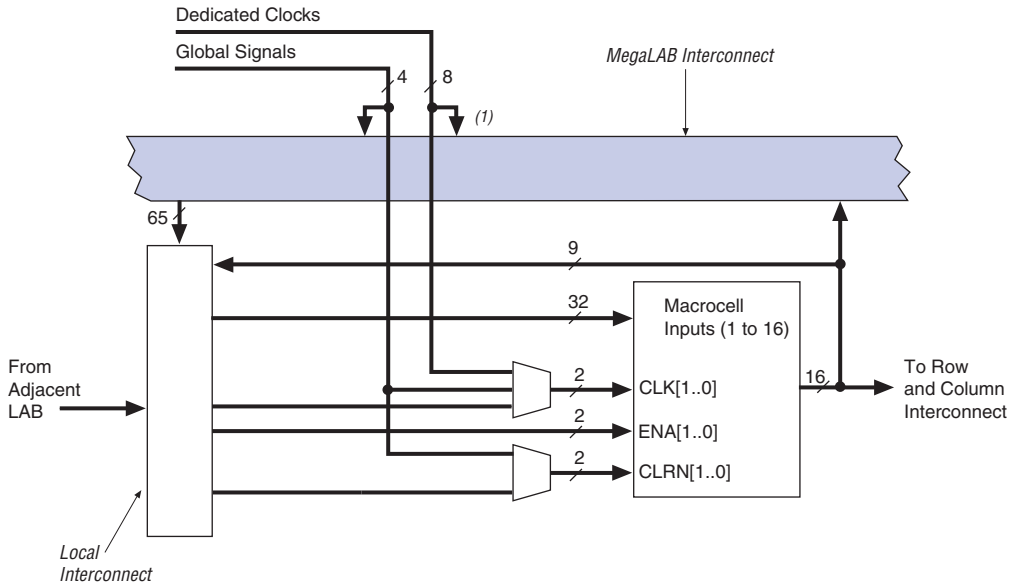 Dedicated Clocks
Global Signals
MegaLAB Interconnect
4
8
(1)
65
9
32
Macrocell
Inputs (1 to 16)
From
Adjacent
LAB
2
CLK[1..0]
16
To Row
and Column
Interconnect
2
ENA[1..0]
2
CLRN[1..0]
Local
Interconnect